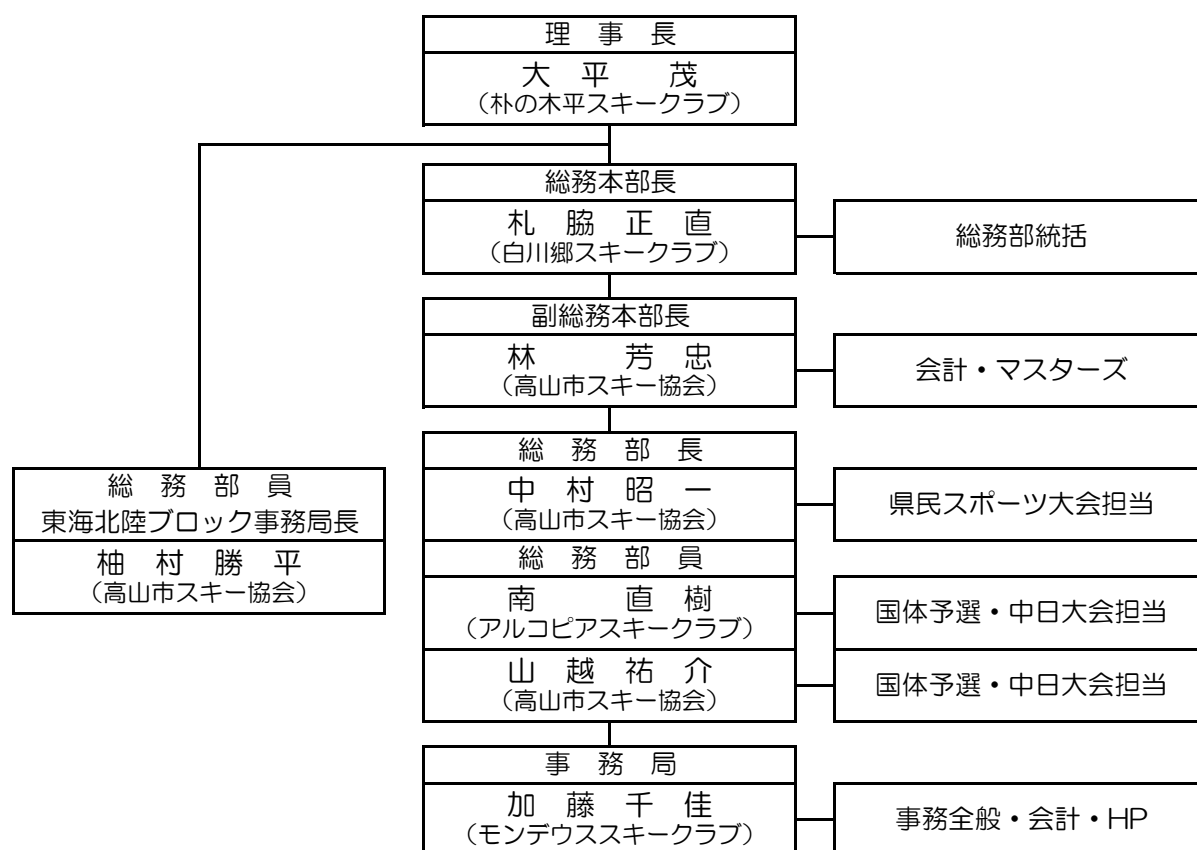 理事長
大平 茂
(朴の木平スキークラブ)
総務本部長
札脇正直
(白川郷スキークラブ)
総務部統括
副総務本部長
林 芳忠
(高山市スキー協会)
会計・マスターズ
総務部員
東海北陸ブロック事務局長
柚村勝平
(高山市スキー協会)
総務部長
中村昭一
(高山市スキー協会)
県民スポーツ大会担当
総務部員
南 直樹
(アルコピアスキークラブ)
国体予選・中日大会担当
山越祐介
(高山市スキー協会)
国体予選・中日大会担当
事務局
加藤千佳
(モンデウススキークラブ)
事務全般・会計・HP